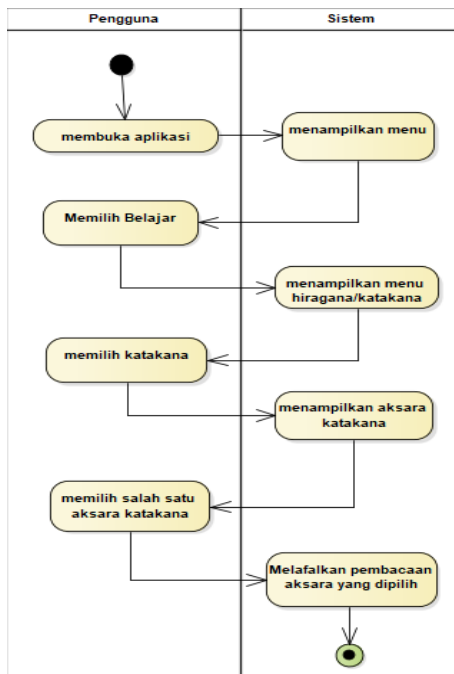 Pengguna
Sistem
membuka aplikasi
menampilkan menu
Memilih Belajar
menampilkan menu
hiragana/katakana
memilih katakana
menampilkan aksara
katakana
memilih salah satu
aksara katakana
Melafalkan pembacaan
aksara yang dipilih